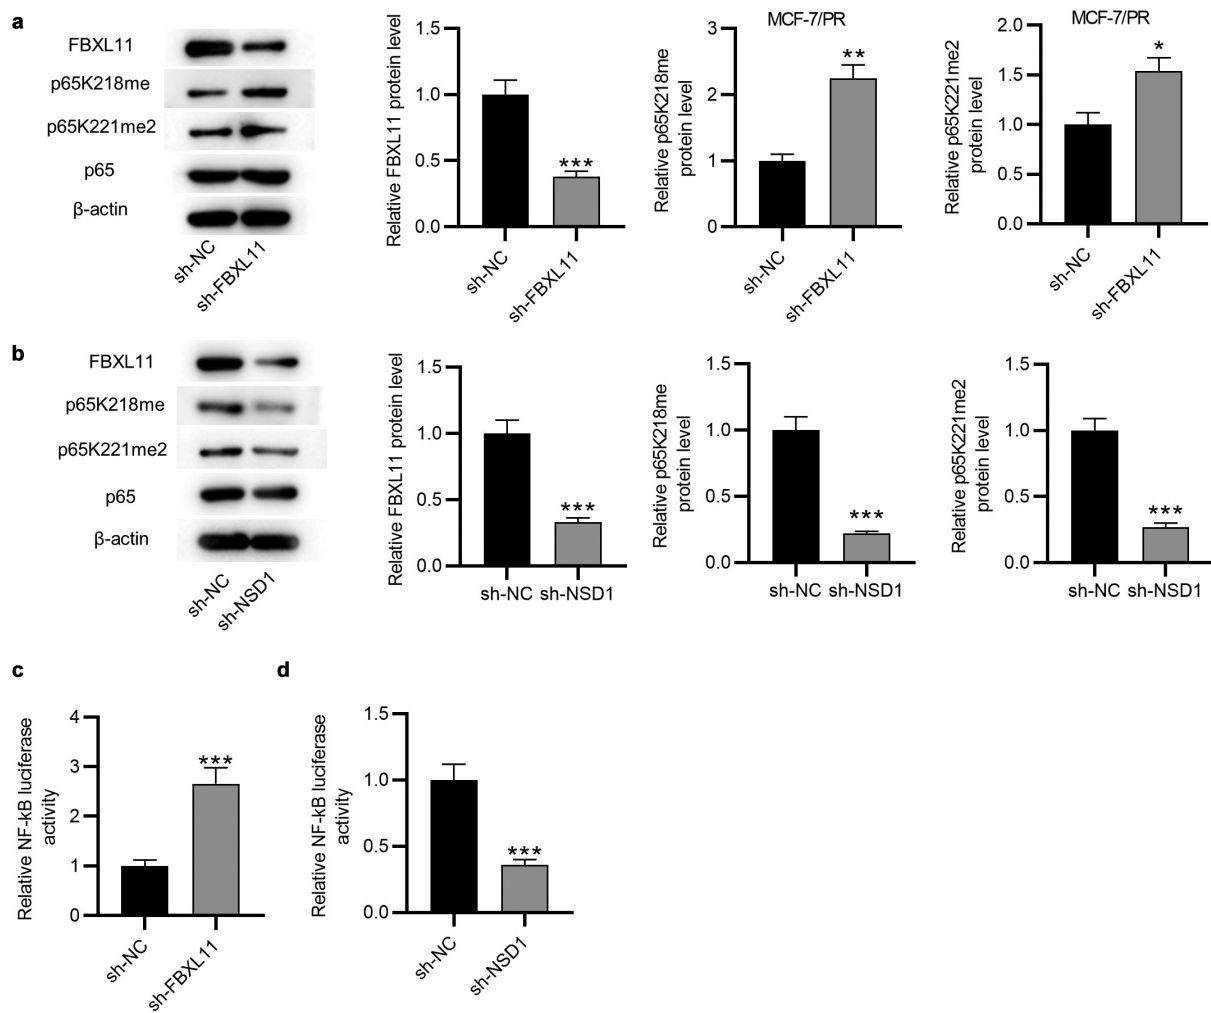 a
FBXL11
p65K218me
p65K221me2
p65
β-actin
sh-NC
sh-FBXL11
Relative FBXL11 protein level
1.5
1.0
0.5
0.0
***
sh-NC
sh-FBXL11
MCF-7/PR
Relative p65K218me
protein level
3
2
1
0
**
sh-NC
sh-FBXL11
MCF-7/PR
Relative p65K221me2
protein level
2.0
1.5
1.0
0.5
0.0
*
sh-NC
sh-FBXL11
b
FBXL11
p65K218me
p65K221me2
p65
β-actin
sh-NC
sh-NSD1
Relative FBXL11 protein level
1.5
1.0
0.5
0.0
***
sh-NC sh-NSD1
Relative p65K218me
protein level
1.5
1.0
0.5
0.0
***
sh-NC sh-NSD1
Relative p65K221me2
protein level
1.5
1.0
0.5
0.0
***
sh-NC sh-NSD1
c
Relative NF-kB luciferase
activity
4
3
2
1
0
***
sh-NC
sh-FBXL11
d
Relative NF-kB luciferase
activity
1.5
1.0
0.5
0.0
***
sh-NC
sh-NSD1